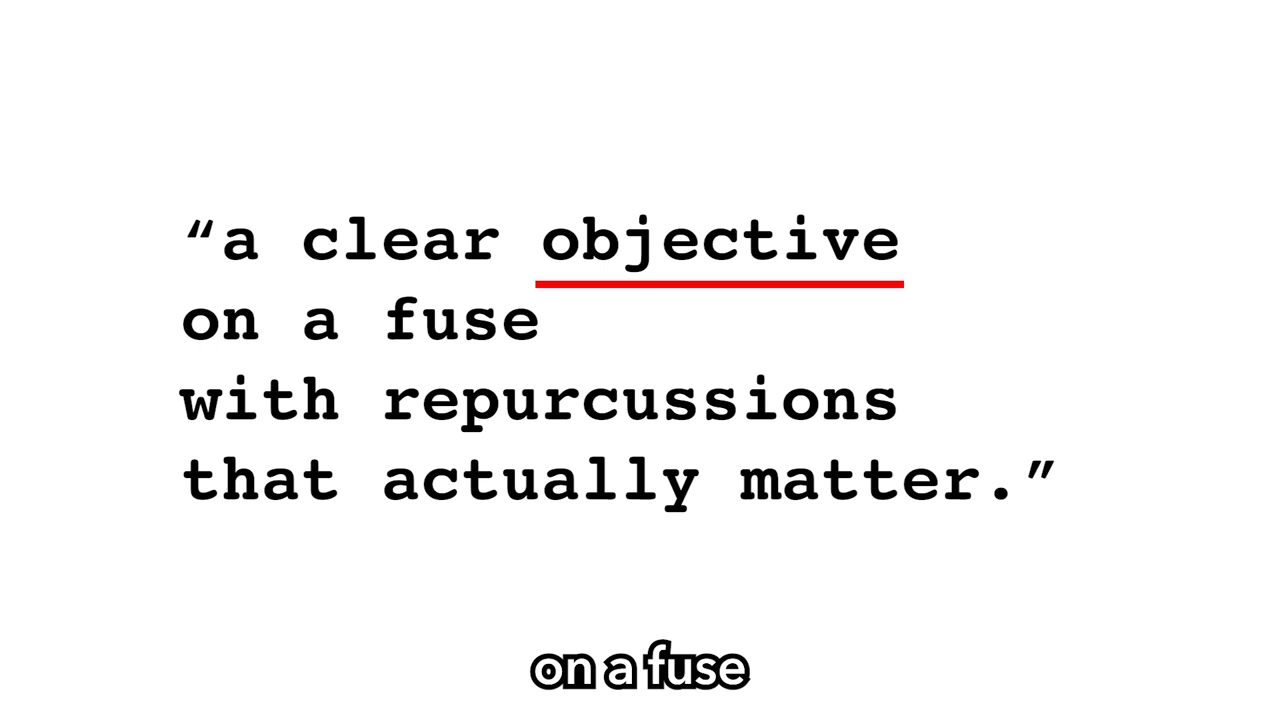 “a clear objective
on a fuse
with repurcussions
that actually matter.”
on a fuse